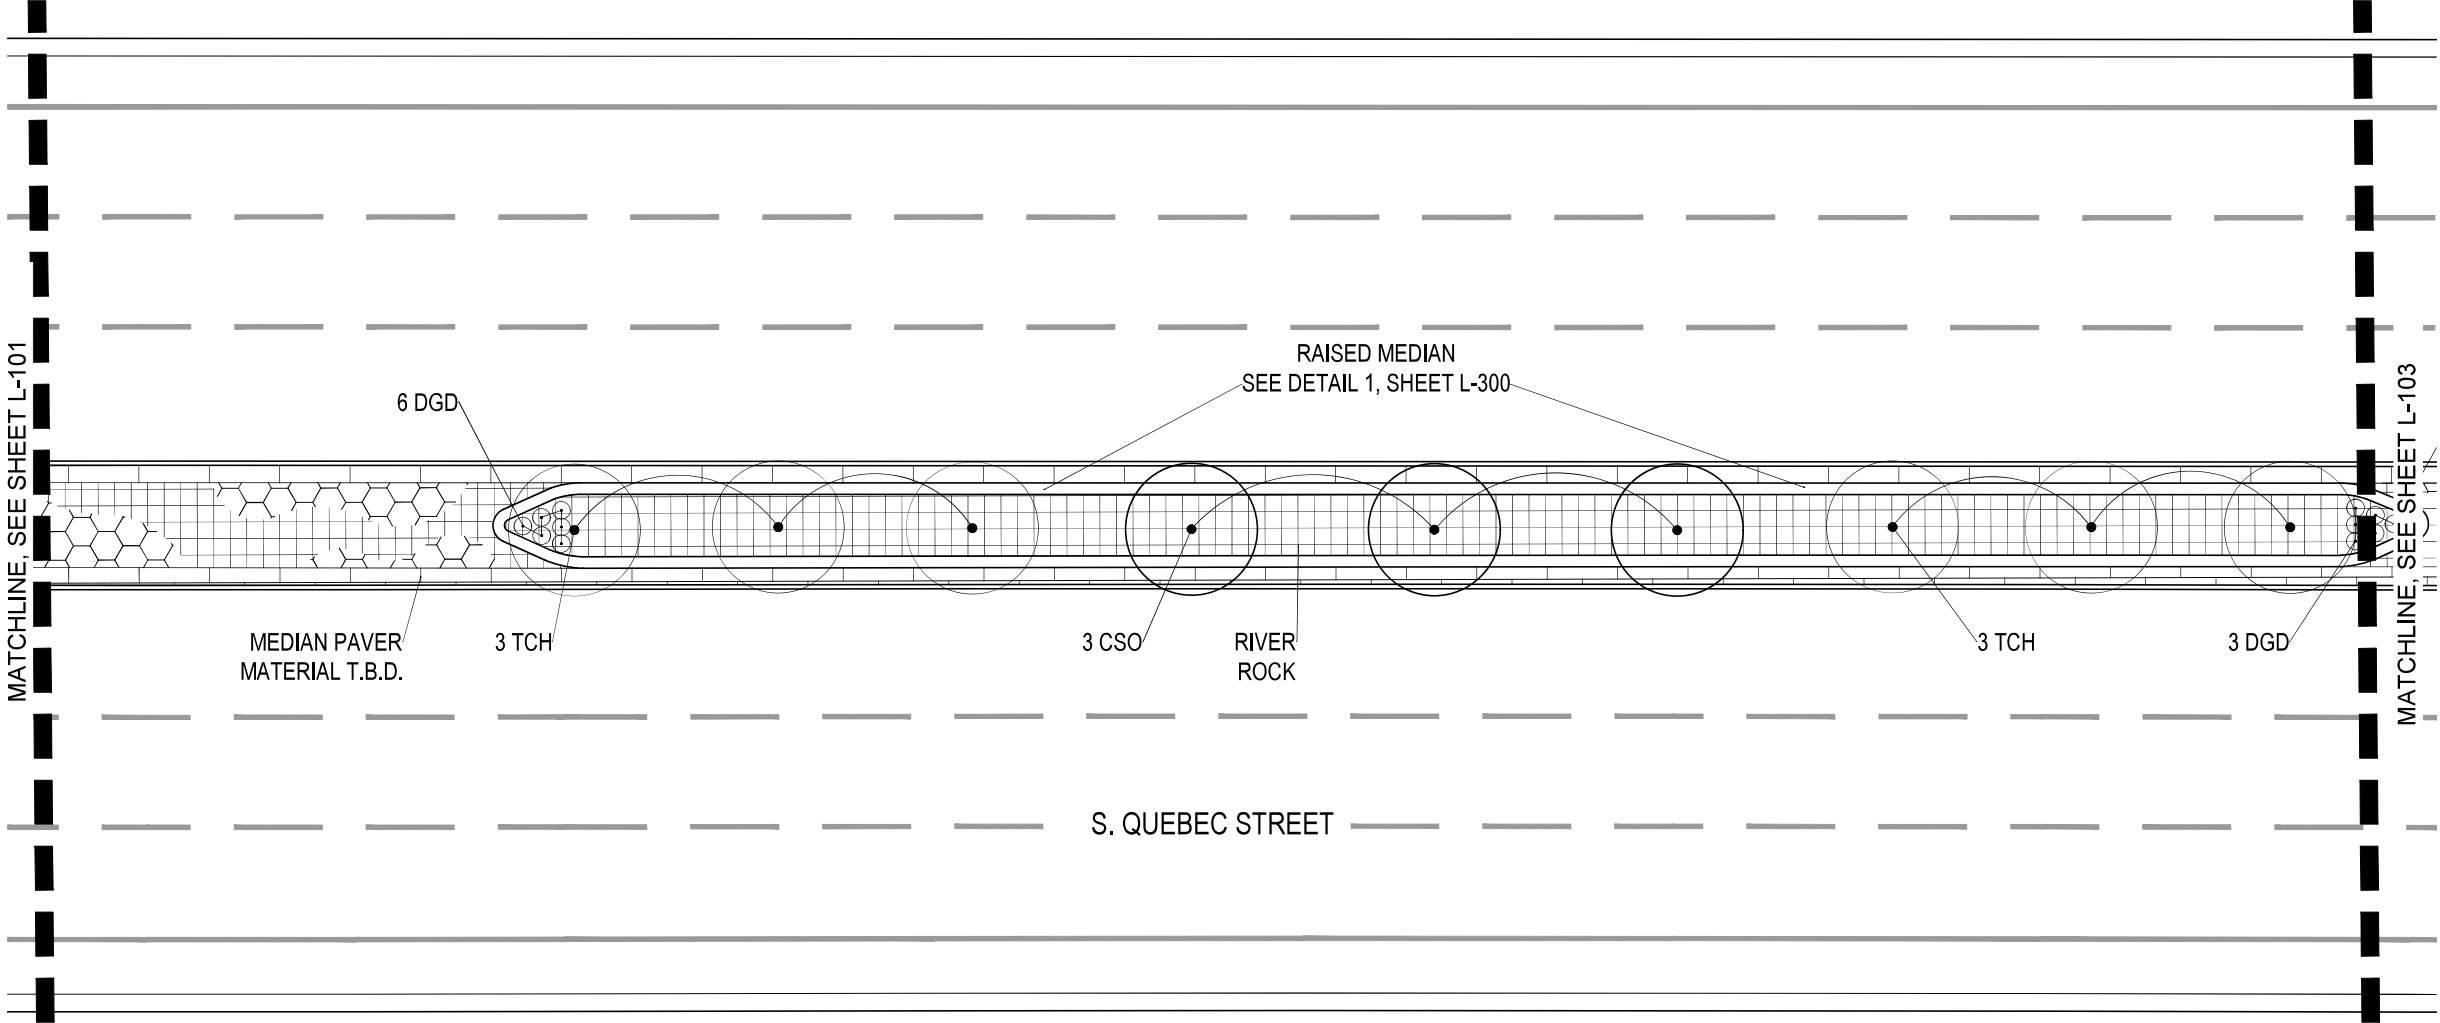 MATCHLINE, SEE SHEET L-101
RAISED MEDIAN
SEE DETAIL 1, SHEET L-300
6 DGD
MATCHLINE, SEE SHEET L-103
MEDIAN PAVER
MATERIAL T.B.D.
3 TCH
3 CSO
RIVER
ROCK
3 TCH
3 DGD
S. QUEBEC STREET